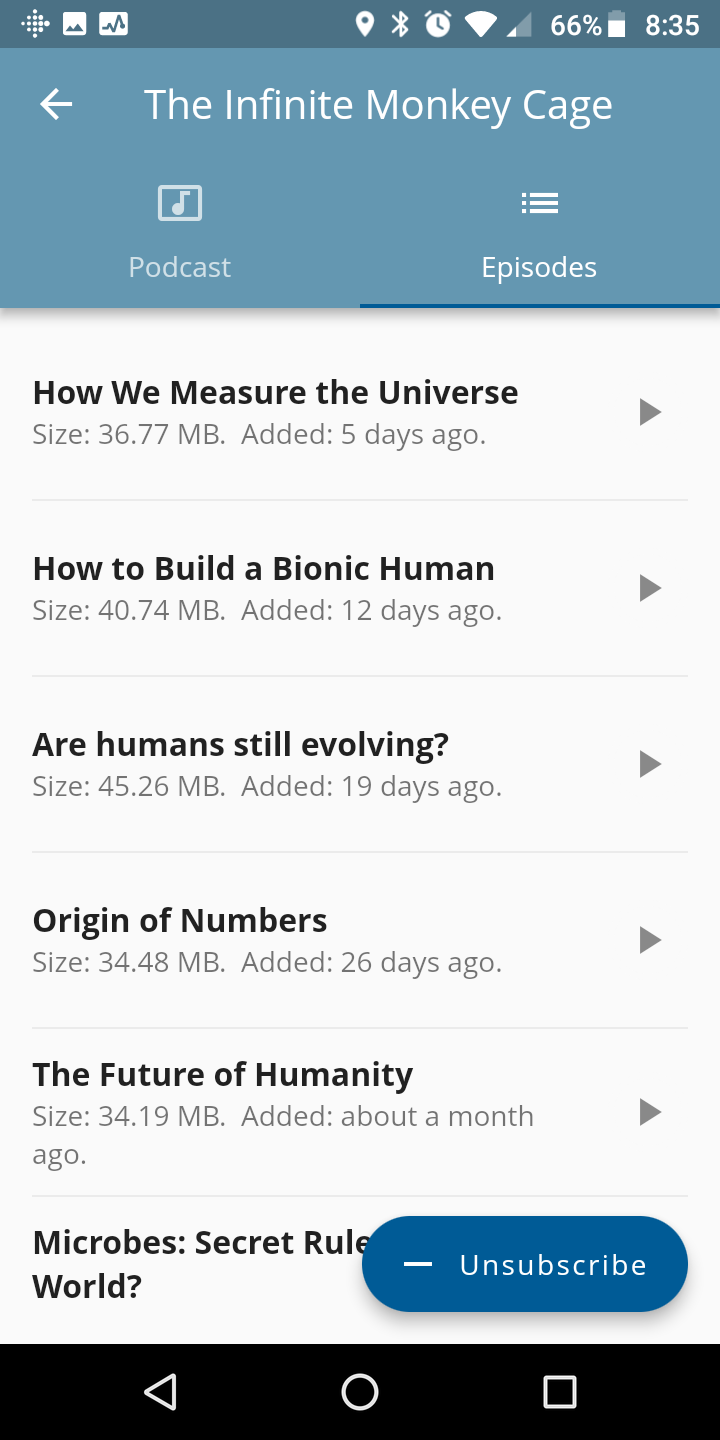 66% 8:35
The Infinite Monkey Cage
Podcast
Episodes
How We Measure the Universe
Size: 36.77 MB.  Added: 5 days ago.
How to Build a Bionic Human
Size: 40.74 MB.  Added: 12 days ago.
Are humans still evolving?
Size: 45.26 MB.  Added: 19 days ago.
Origin of Numbers
Size: 34.48 MB.  Added: 26 days ago.
The Future of Humanity
Size: 34.19 MB.  Added: about a month
ago.
Microbes: Secret
World?
Unsubscribe